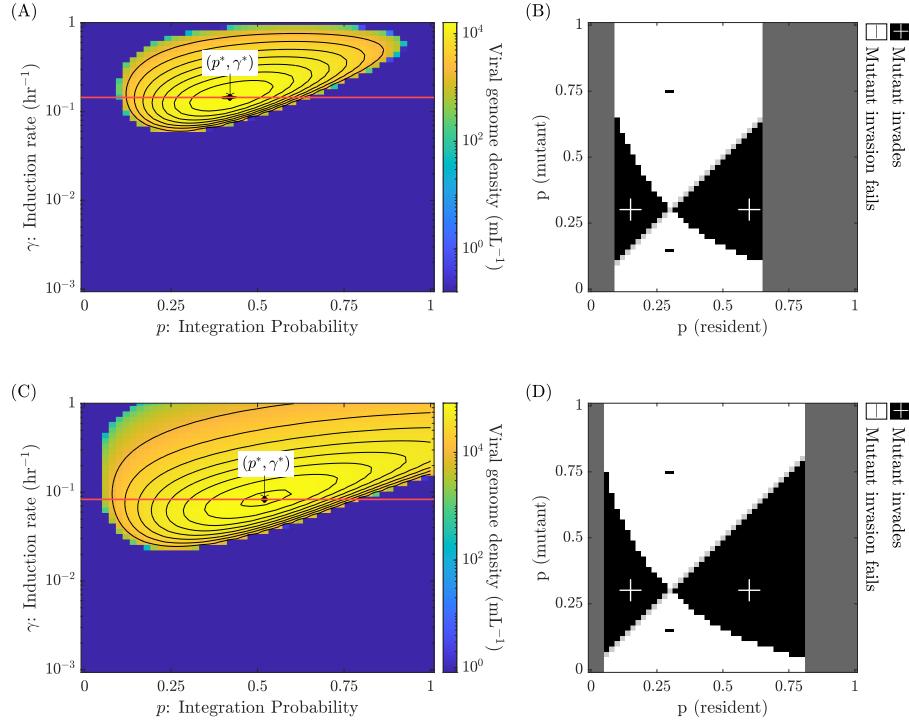 (A)
10⁰
1
10⁻¹
10⁻²
10⁻³
γ: Induction rate (hr⁻¹)
(p*, γ*)
0 0.25 0.5 0.75 1
p: Integration Probability
10⁴
10²
10⁰
Viral genome density (mL⁻¹)
(B)
1
0.75
0.5
0.25
0
p (mutant)
0 0.25 0.5 0.75 1
p (resident)
Mutant invades
Mutant invasion fails
(C)
1
10⁻¹
10⁻²
10⁻³
γ: Induction rate (hr⁻¹)
(p*, γ*)
0 0.25 0.5 0.75 1
p: Integration Probability
10⁴
10²
10⁰
Viral genome density (mL⁻¹)
(D)
1
0.75
0.5
0.25
0
p (mutant)
0 0.25 0.5 0.75 1
p (resident)
Mutant invades
Mutant invasion fails